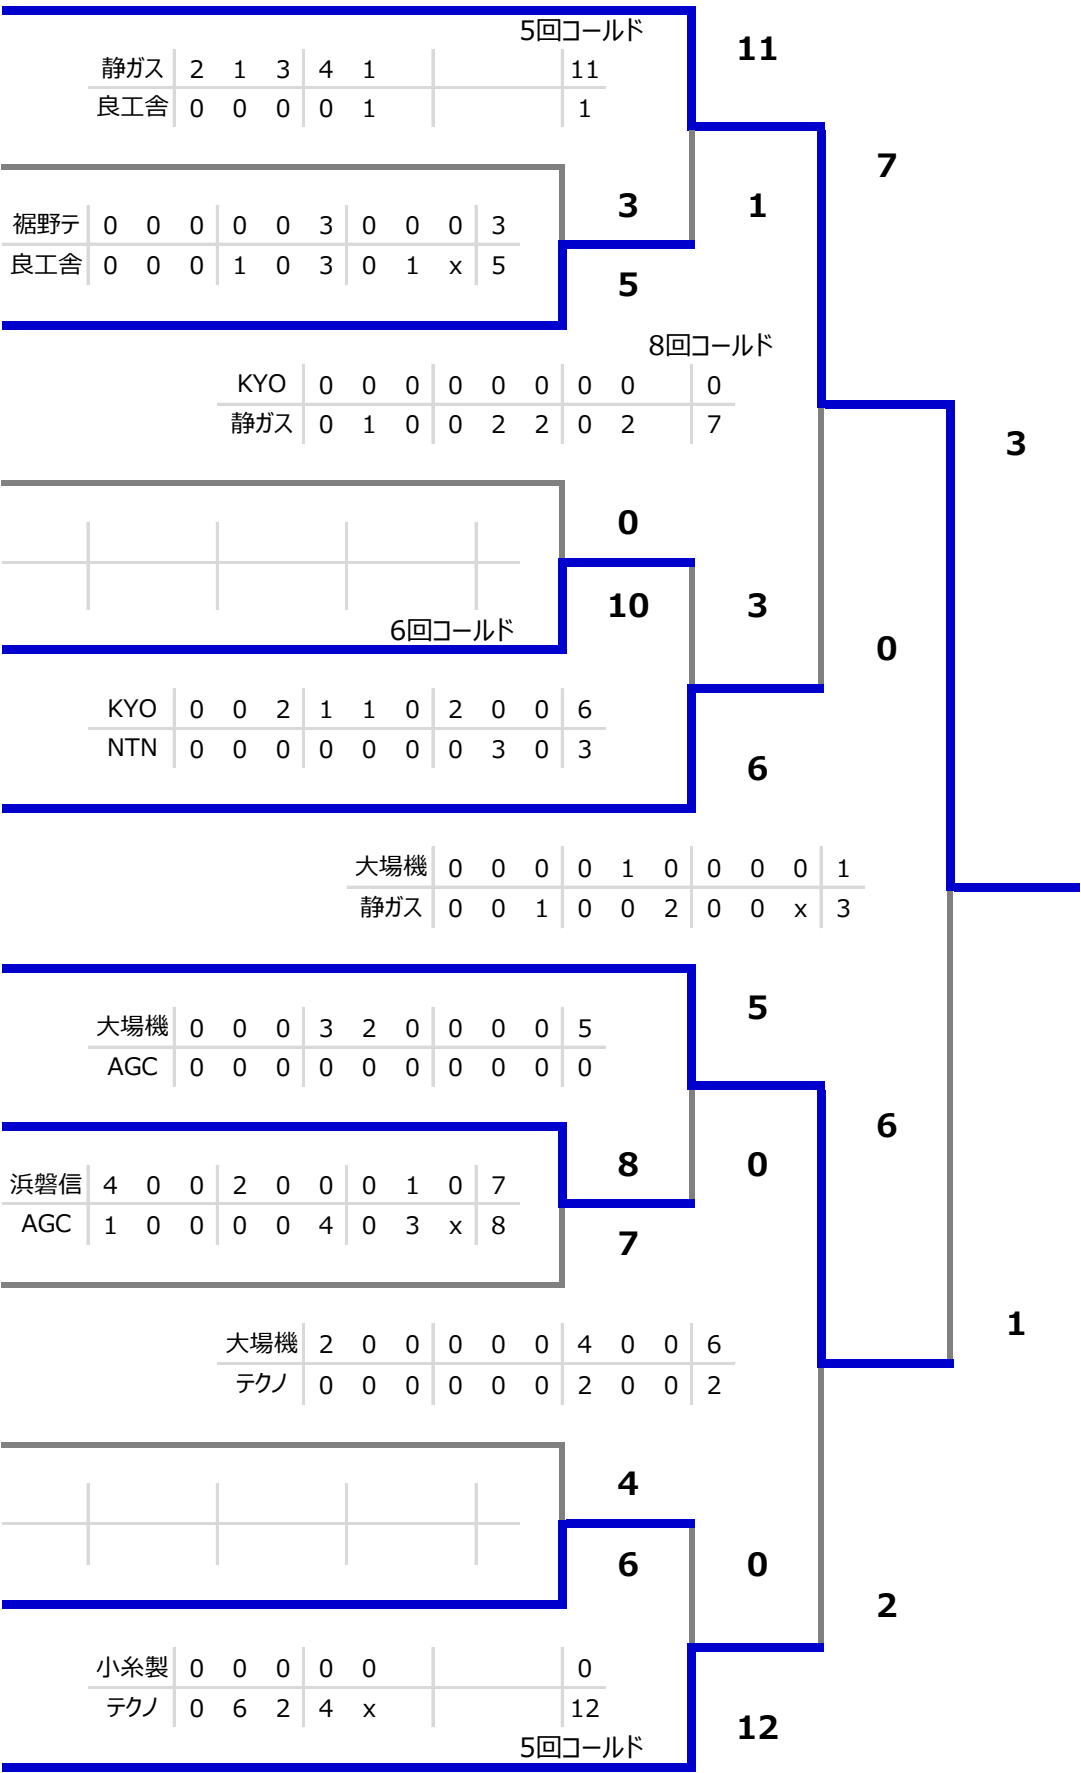 5回コールド
11
静ガス 2 1 3 4 1 11
良工舎 0 0 0 0 1 1
7
3 1
裾野テ 0 0 0 0 0 3 0 0 0 3
良工舎 0 0 0 1 0 3 0 1 x 5
5
8回コールド
KYO 0 0 0 0 0 0 0 0 0
静ガス 0 1 0 0 2 2 0 2 7
3
0
10 3
6回コールド
0
KYO 0 0 2 1 1 0 2 0 0 6
NTN 0 0 0 0 0 0 0 3 0 3
6
大場機 0 0 0 0 1 0 0 0 0 1
静ガス 0 0 1 0 0 2 0 0 x 3
5
大場機 0 0 0 3 2 0 0 0 0 5
AGC 0 0 0 0 0 0 0 0 0 0
6
8 0
浜磐信 4 0 0 2 0 0 0 1 0 7
AGC 1 0 0 0 0 4 0 3 x 8
7
1
大場機 2 0 0 0 0 0 4 0 0 6
テクノ 0 0 0 0 0 0 2 0 0 2
4
6 0
2
小糸製 0 0 0 0 0 0
テクノ 0 6 2 4 x 12
12
5回コールド